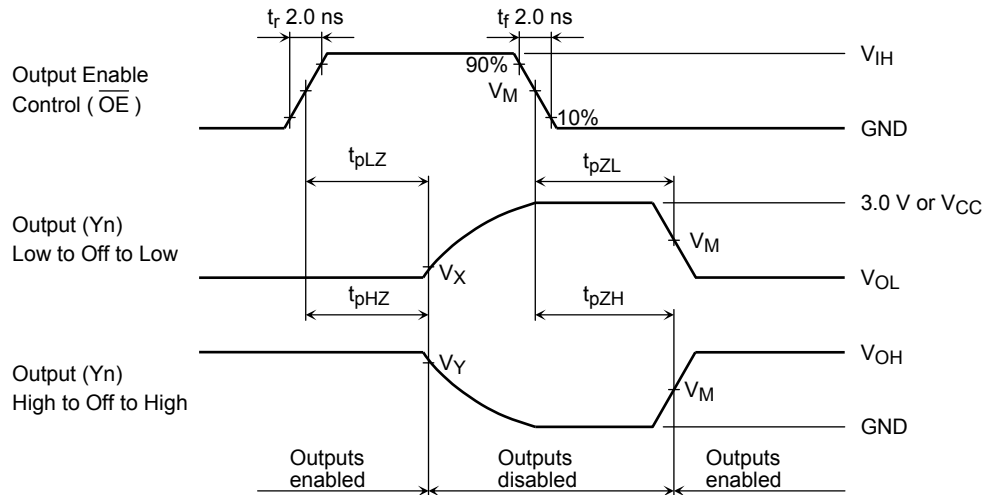 tr 2.0 ns
tf 2.0 ns
Output Enable
Control ( OE )
90%
VM
10%
VIH
GND
tpLZ
tpZL
3.0 V or VCC
Output (Yn)
Low to Off to Low
VX
VM
VOL
tpHZ
tpZH
Output (Yn)
High to Off to High
VY
VM
VOH
GND
Outputs
enabled
Outputs
disabled
Outputs
enabled